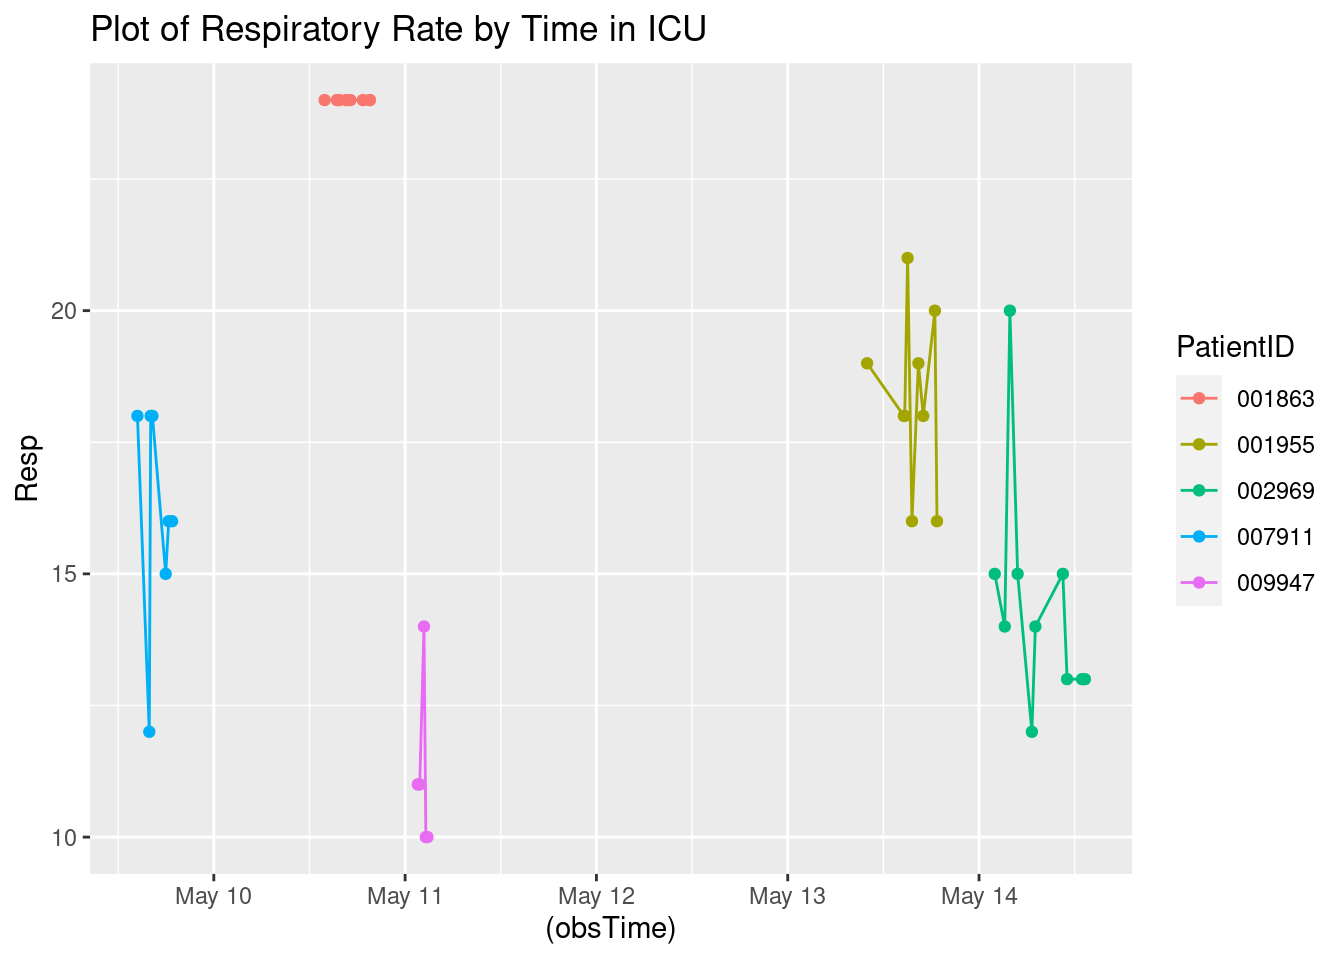 Plot of Respiratory Rate by Time in ICU
Resp
20
15
10
May 10
May 11
May 12
May 13
May 14
(obsTime)
PatientID
001863
001955
002969
007911
009947